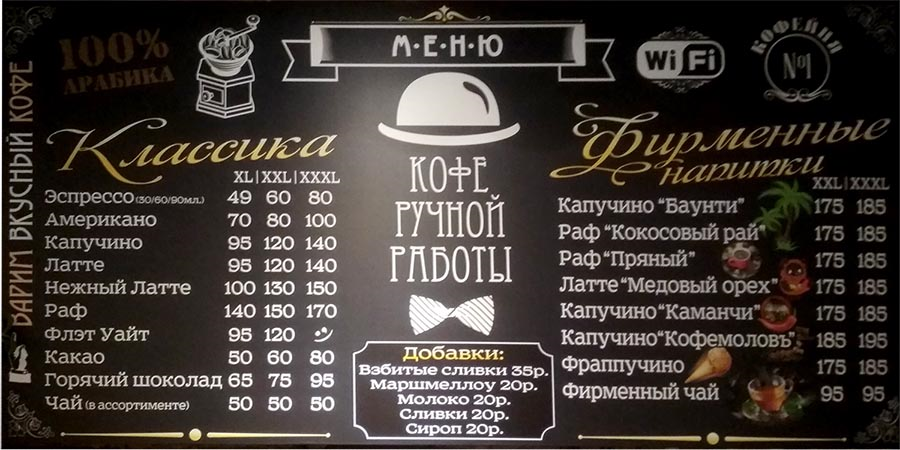 ВАРИМ ВКУСНЫЙ КОФЕ
100%
АРАБИКА
М·Е·Н·Ю
Wi Fi
КОФЕЙНЯ
№1
Классика
XL|XXL|XXXL
Эспрессо (30/60/90мл.) 49 60 80
Американо 70 80 100
Капучино 95 120 140
Латте 95 120 140
Нежный Латте 100 130 150
Раф 140 150 170
Флэт Уайт 95 120
Какао 50 60 80
Горячий шоколад 65 75 95
Чай (в ассортименте) 50 50 50
КОФЕ
РУЧНОЙ
РАБОТЫ
Добавки:
Взбитые сливки 35р.
Маршмеллоу 20р.
Молоко 20р.
Сливки 20р.
Сироп 20р.
Фирменные
напитки
XXL|XXXL
Капучино “Баунти” 175 185
Раф “Кокосовый рай” 175 185
Раф “Пряный” 175 185
Латте “Медовый орех” 175 185
Капучино “Каманчи” 175 185
Капучино “Кофемоловъ” 185 195
Фраппучино 175 185
Фирменный чай 95 95